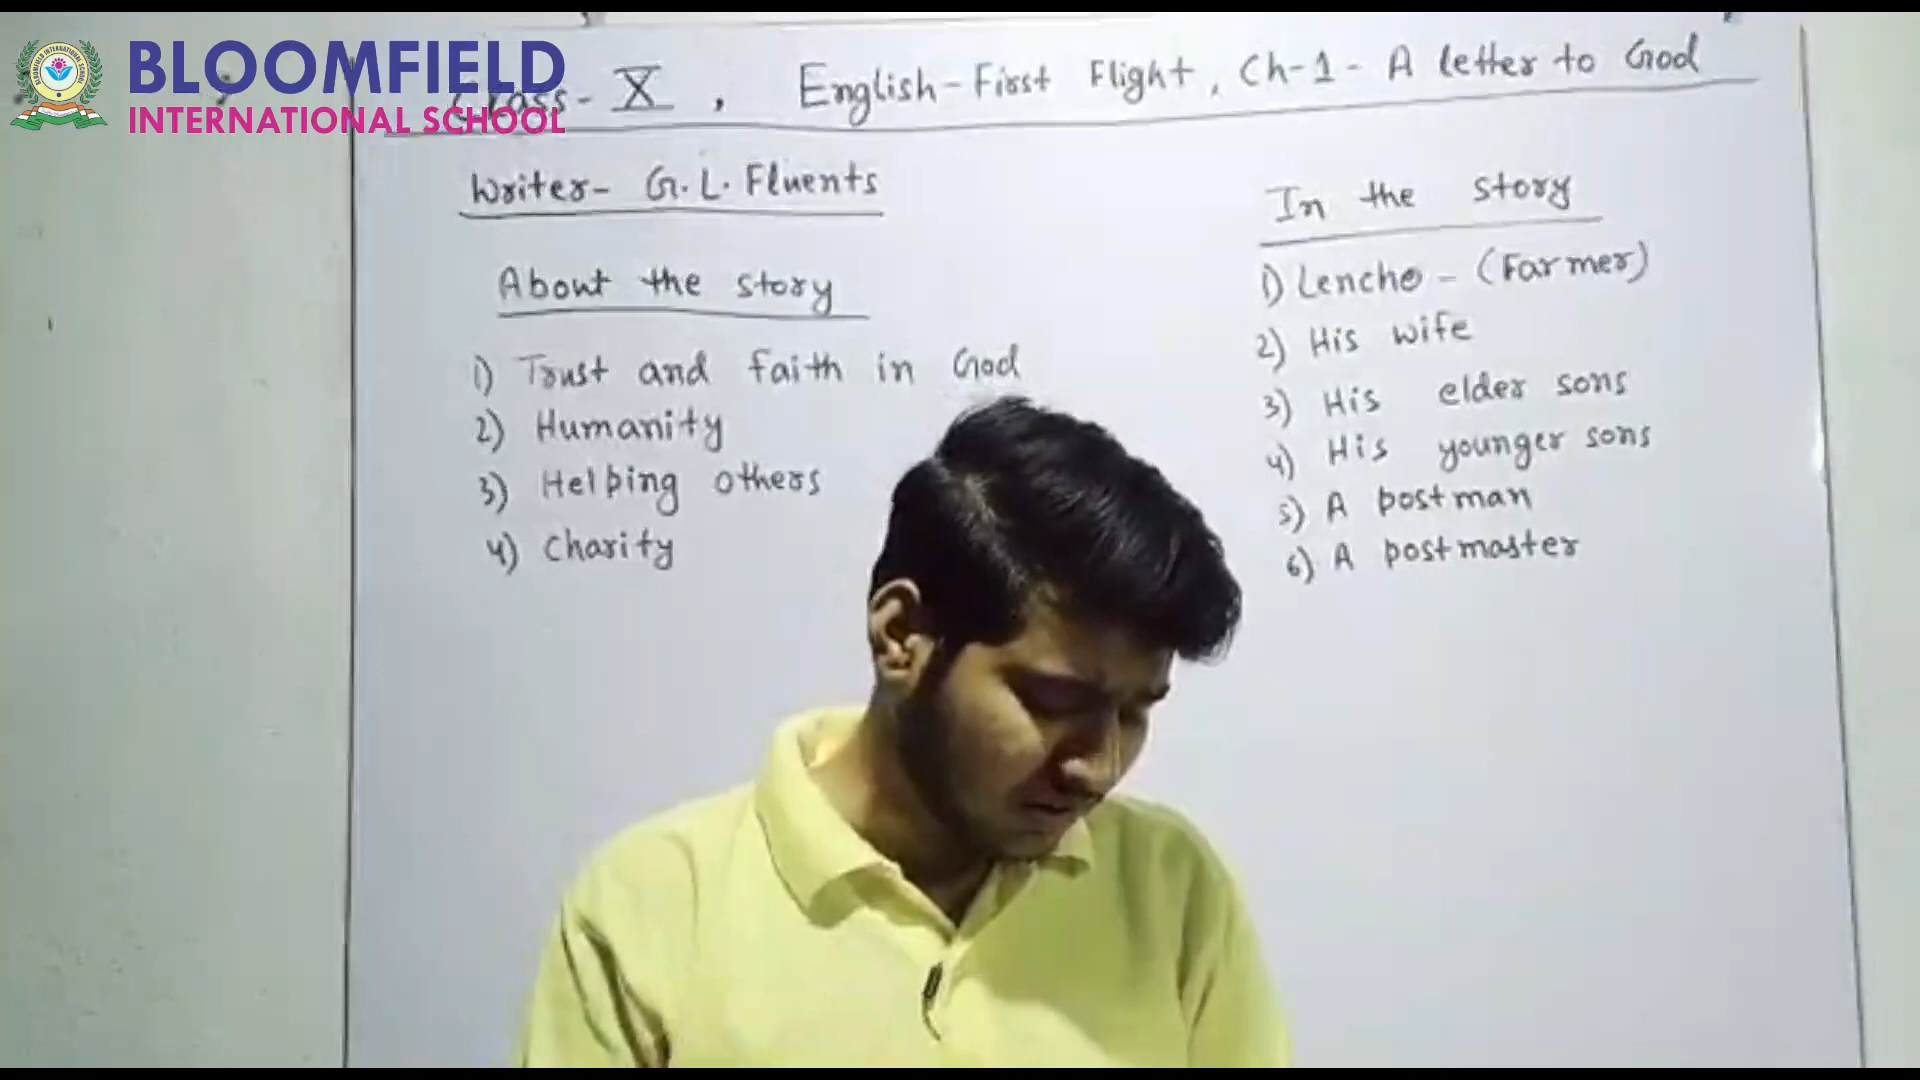 BLOOMFIELD
INTERNATIONAL SCHOOL
Class - X , English - First Flight , Ch-1 - A letter to God
Writer - G. L. Fluents
About the story
1) Trust and faith in God
2) Humanity
3) Helping others
4) Charity
In the story
1) Lencho - (Farmer)
2) His wife
3) His elder sons
4) His younger sons
5) A postman
6) A postmaster